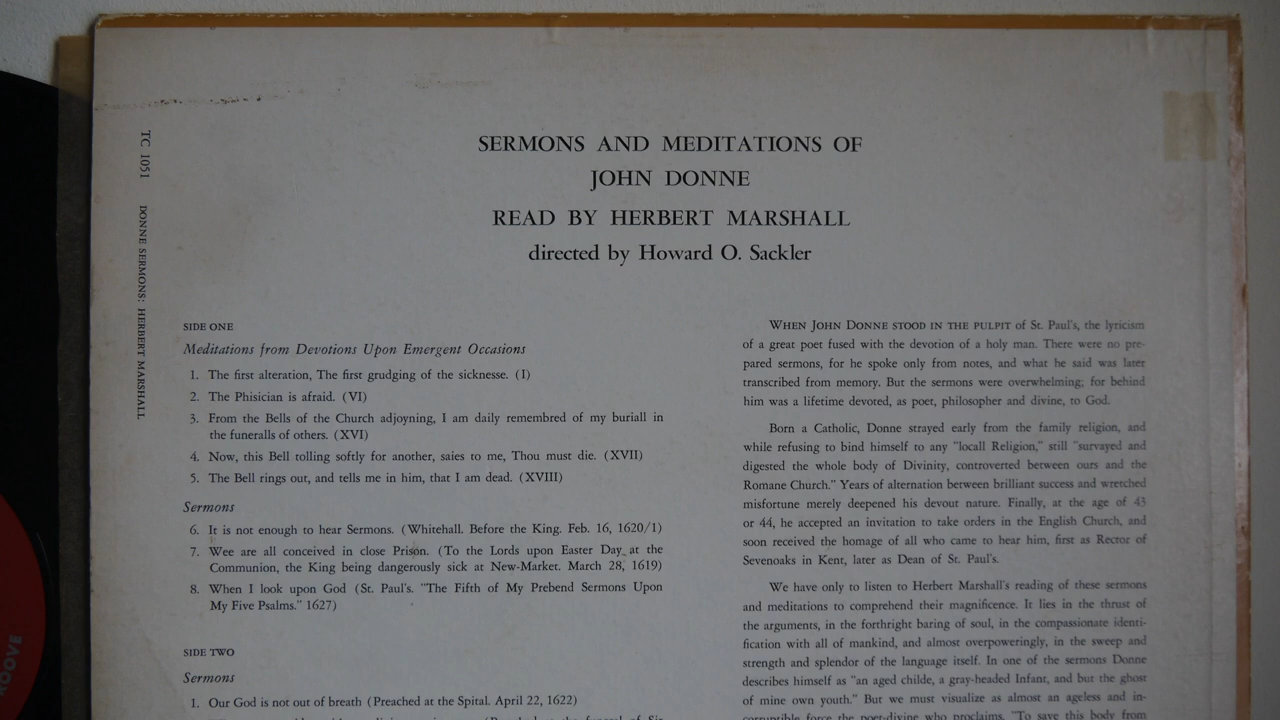 TC 1051 DONNE SERMONS: HERBERT MARSHALL
SERMONS AND MEDITATIONS OF
JOHN DONNE
READ BY HERBERT MARSHALL
directed by Howard O. Sackler
SIDE ONE
Meditations from Devotions Upon Emergent Occasions
1. The first alteration, The first grudging of the sicknesse. (I)
2. The Phisician is afraid. (VI)
3. From the Bells of the Church adjoyning, I am daily remembred of my buriall in
the funeralls of others. (XVI)
4. Now, this Bell tolling softly for another, saies to me, Thou must die. (XVII)
5. The Bell rings out, and tells me in him, that I am dead. (XVIII)
Sermons
6. It is not enough to hear Sermons. (Whitehall. Before the King. Feb. 16, 1620/1)
7. Wee are all conceived in close Prison. (To the Lords upon Easter Day, at the
Communion, the King being dangerously sick at New-Market. March 28, 1619)
8. When I look upon God (St. Paul's. "The Fifth of My Prebend Sermons Upon
My Five Psalms." 1627)
SIDE TWO
Sermons
1. Our God is not out of breath (Preached at the Spital. April 22, 1622)
WHEN JOHN DONNE STOOD IN THE PULPIT of St. Paul's, the lyricism
of a great poet fused with the devotion of a holy man. There were no pre-
pared sermons, for he spoke only from notes, and what he said was later
transcribed from memory. But the sermons were overwhelming; for behind
him was a lifetime devoted, as poet, philosopher and divine, to God.
Born a Catholic, Donne strayed early from the family religion, and
while refusing to bind himself to any "locall Religion," still "survayed and
digested the whole body of Divinity, controverted between ours and the
Romane Church." Years of alternation between brilliant success and wretched
misfortune merely deepened his devout nature. Finally, at the age of 43
or 44, he accepted an invitation to take orders in the English Church, and
soon received the homage of all who came to hear him, first as Rector of
Sevenoaks in Kent, later as Dean of St. Paul's.
We have only to listen to Herbert Marshall's reading of these sermons
and meditations to comprehend their magnificence. It lies in the thrust of
the arguments, in the forthright baring of soul, in the compassionate identi-
fication with all of mankind, and almost overpoweringly, in the sweep and
strength and splendor of the language itself. In one of the sermons Donne
describes himself as "an aged childe, a gray-headed Infant, and but the ghost
of mine own youth." But we must visualize as almost an ageless and in-
corruptible force the poet-divine who proclaims, "To save this body from
ROOVE